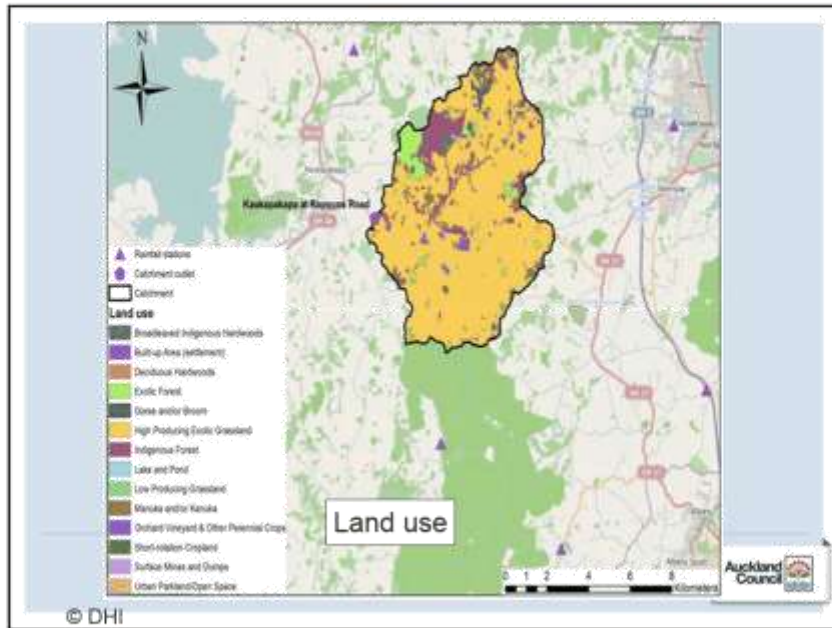 N
Kaukapakapa at Kaipara Road
Rainfall stations
Catchment outlet
Catchment
Land use
Broadleaved Indigenous Hardwoods
Built-up Area (settlement)
Deciduous Hardwoods
Exotic Forest
Gorse and/or Broom
High Producing Exotic Grassland
Indigenous Forest
Lake and Pond
Low Producing Grassland
Manuka and/or Kanuka
Orchard Vineyard & Other Perennial Crops
Short-rotation Cropland
Surface Mines and Dumps
Urban Parkland/Open Space
Land use
0 1 2 4 6 8
Kilometers
Auckland
Council
© DHI